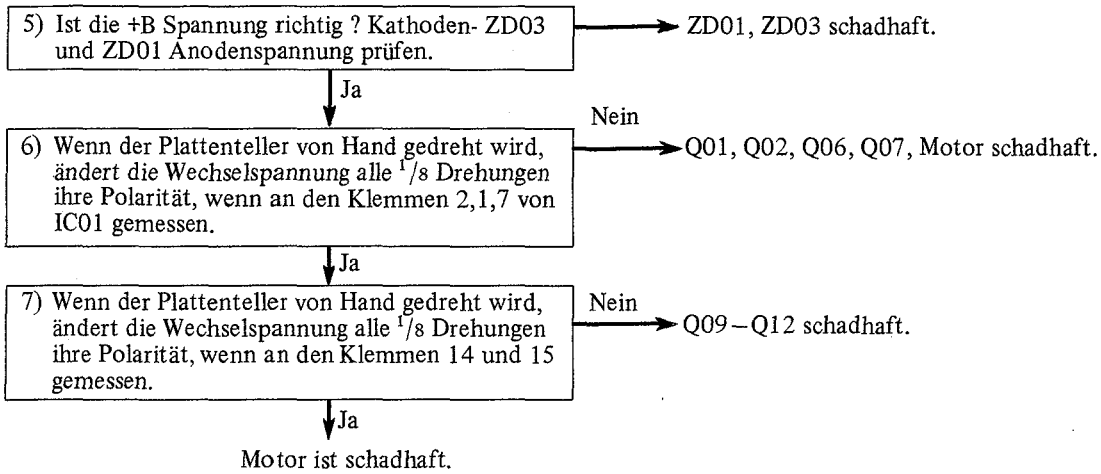 5) Ist die +B Spannung richtig ? Kathoden- ZD03
und ZD01 Anodenspannung prüfen.
ZD01, ZD03 schadhaft.
Ja
6) Wenn der Plattenteller von Hand gedreht wird,
ändert die Wechselspannung alle 1/8 Drehungen
ihre Polarität, wenn an den Klemmen 2,1,7 von
IC01 gemessen.
Nein
Q01, Q02, Q06, Q07, Motor schadhaft.
Ja
7) Wenn der Plattenteller von Hand gedreht wird,
ändert die Wechselspannung alle 1/8 Drehungen
ihre Polarität, wenn an den Klemmen 14 und 15
gemessen.
Nein
Q09–Q12 schadhaft.
Ja
Motor ist schadhaft.